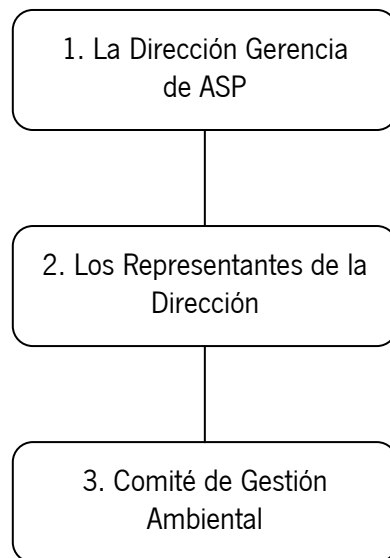 1. La Dirección Gerencia
de ASP
2. Los Representantes de la
Dirección
3. Comité de Gestión
Ambiental